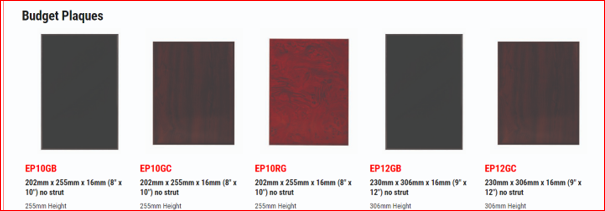 Budget Plaques
EP10GB
202mm x 255mm x 16mm (8" x
10") no strut
255mm Height
EP10GC
202mm x 255mm x 16mm (8" x
10") no strut
255mm Height
EP10RG
202mm x 255mm x 16mm (8" x
10") no strut
255mm Height
EP12GB
230mm x 306mm x 16mm (9" x
12") no strut
306mm Height
EP12GC
230mm x 306mm x 16mm (9" x
12") no strut
306mm Height